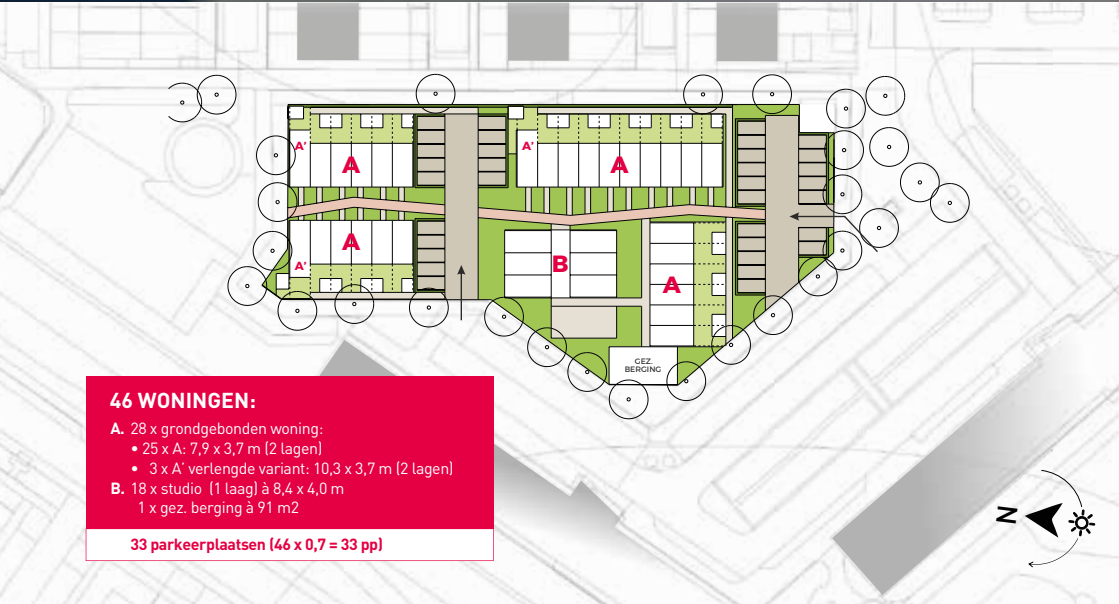 A'
A
A'
A
A
A'
B
A
GEZ.
BERGING
46 WONINGEN:
A. 28 x grondgebonden woning:
• 25 x A: 7,9 x 3,7 m (2 lagen)
• 3 x A' verlengde variant: 10,3 x 3,7 m (2 lagen)
B. 18 x studio (1 laag) à 8,4 x 4,0 m
1 x gez. berging à 91 m2
33 parkeerplaatsen (46 x 0,7 = 33 pp)
N